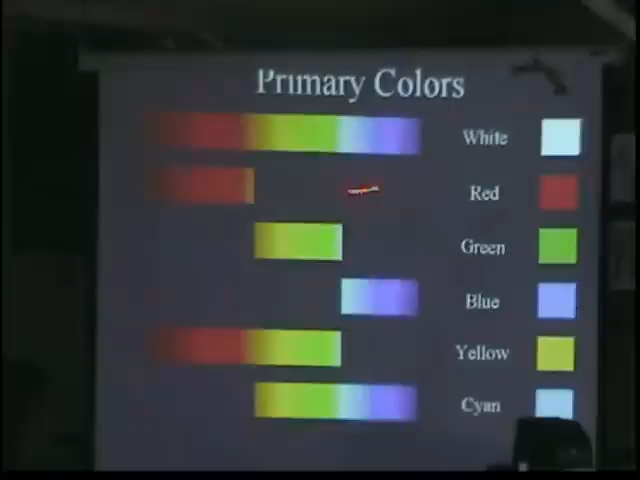 Primary Colors
White
Red
Green
Blue
Yellow
Cyan